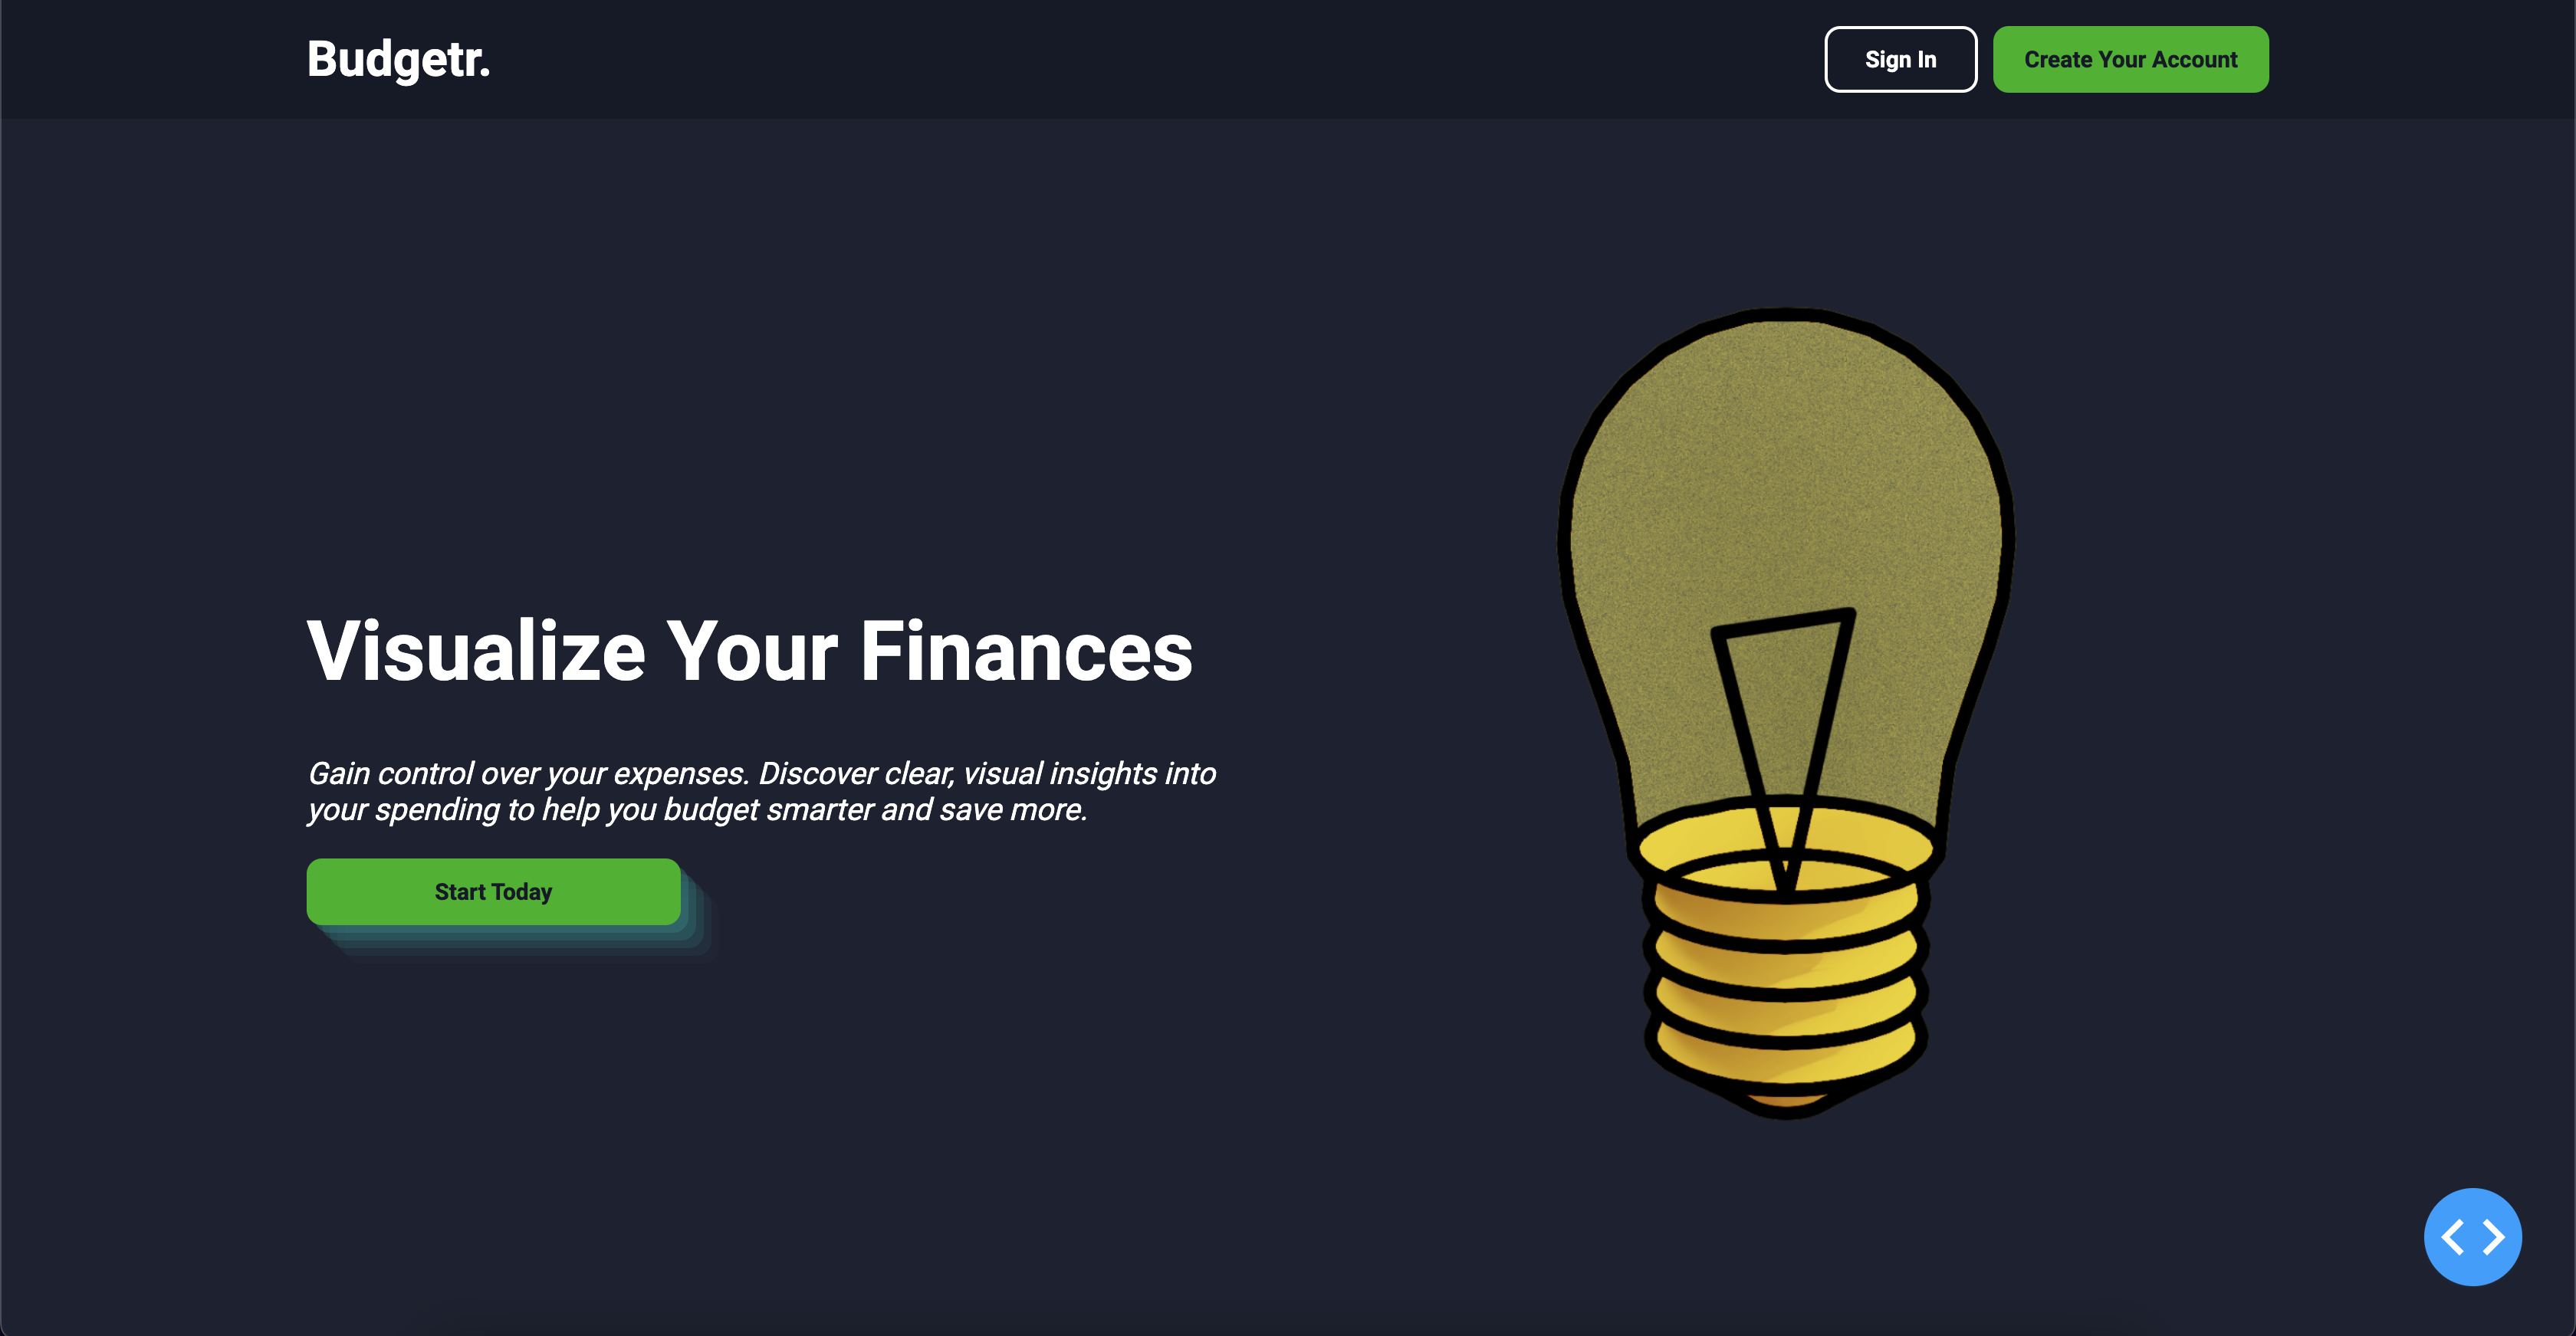 Budgetr.
Sign In
Create Your Account
Visualize Your Finances
Gain control over your expenses. Discover clear, visual insights into
your spending to help you budget smarter and save more.
Start Today